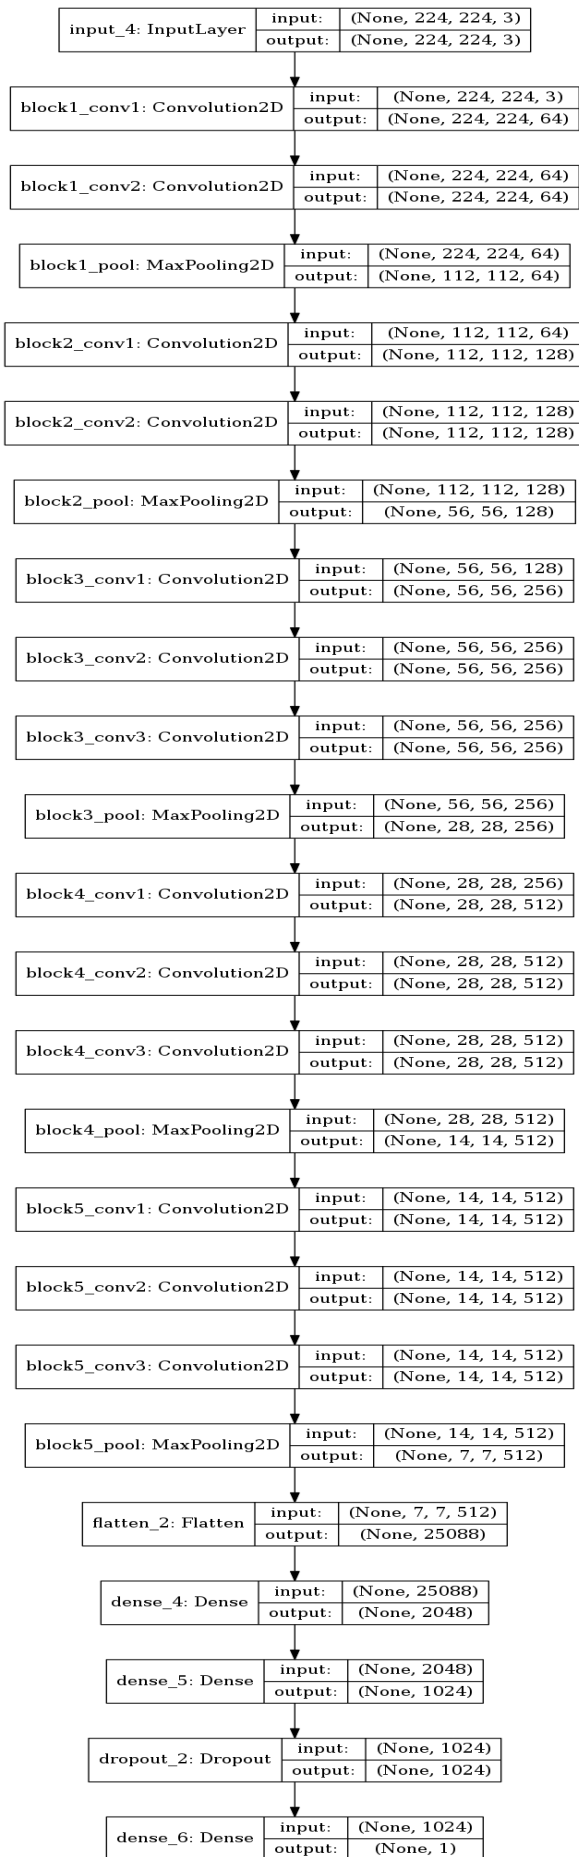 input_4: InputLayer
input: (None, 224, 224, 3)
output: (None, 224, 224, 3)
block1_conv1: Convolution2D
input: (None, 224, 224, 3)
output: (None, 224, 224, 64)
block1_conv2: Convolution2D
input: (None, 224, 224, 64)
output: (None, 224, 224, 64)
block1_pool: MaxPooling2D
input: (None, 224, 224, 64)
output: (None, 112, 112, 64)
block2_conv1: Convolution2D
input: (None, 112, 112, 64)
output: (None, 112, 112, 128)
block2_conv2: Convolution2D
input: (None, 112, 112, 128)
output: (None, 112, 112, 128)
block2_pool: MaxPooling2D
input: (None, 112, 112, 128)
output: (None, 56, 56, 128)
block3_conv1: Convolution2D
input: (None, 56, 56, 128)
output: (None, 56, 56, 256)
block3_conv2: Convolution2D
input: (None, 56, 56, 256)
output: (None, 56, 56, 256)
block3_conv3: Convolution2D
input: (None, 56, 56, 256)
output: (None, 56, 56, 256)
block3_pool: MaxPooling2D
input: (None, 56, 56, 256)
output: (None, 28, 28, 256)
block4_conv1: Convolution2D
input: (None, 28, 28, 256)
output: (None, 28, 28, 512)
block4_conv2: Convolution2D
input: (None, 28, 28, 512)
output: (None, 28, 28, 512)
block4_conv3: Convolution2D
input: (None, 28, 28, 512)
output: (None, 28, 28, 512)
block4_pool: MaxPooling2D
input: (None, 28, 28, 512)
output: (None, 14, 14, 512)
block5_conv1: Convolution2D
input: (None, 14, 14, 512)
output: (None, 14, 14, 512)
block5_conv2: Convolution2D
input: (None, 14, 14, 512)
output: (None, 14, 14, 512)
block5_conv3: Convolution2D
input: (None, 14, 14, 512)
output: (None, 14, 14, 512)
block5_pool: MaxPooling2D
input: (None, 14, 14, 512)
output: (None, 7, 7, 512)
flatten_2: Flatten
input: (None, 7, 7, 512)
output: (None, 25088)
dense_4: Dense
input: (None, 25088)
output: (None, 2048)
dense_5: Dense
input: (None, 2048)
output: (None, 1024)
dropout_2: Dropout
input: (None, 1024)
output: (None, 1024)
dense_6: Dense
input: (None, 1024)
output: (None, 1)